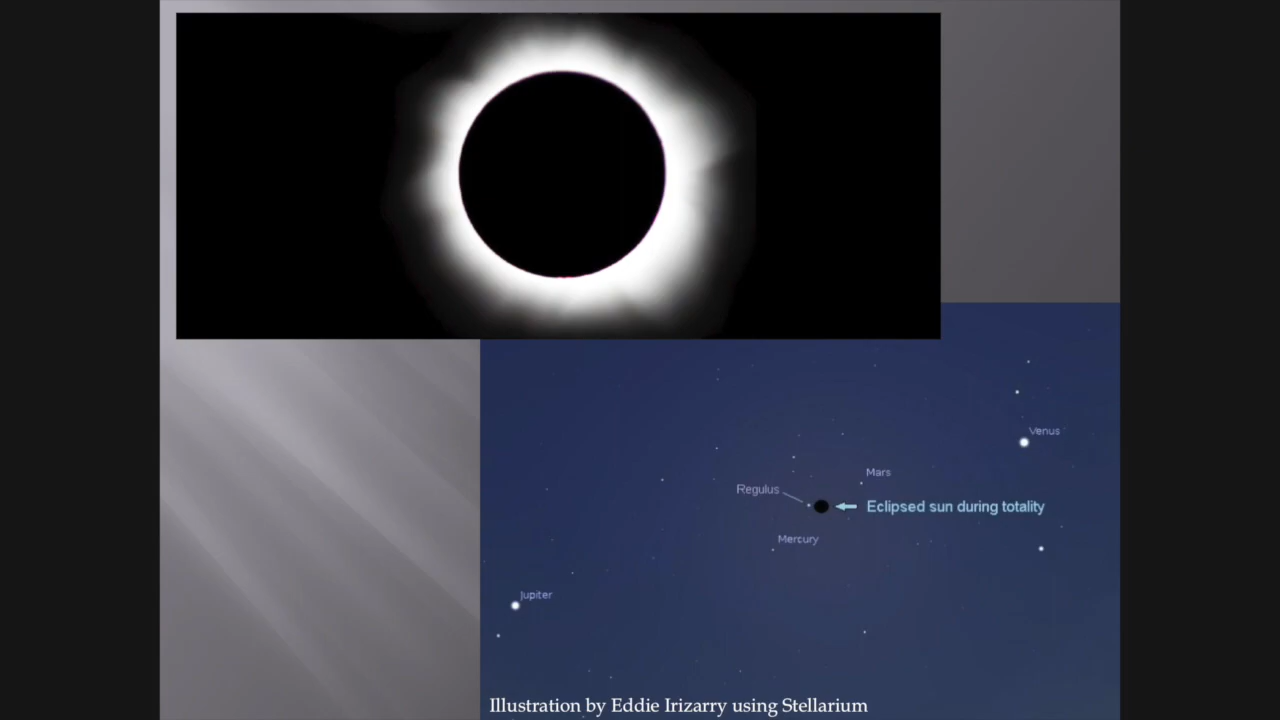 Venus
Mars
Regulus
Eclipsed sun during totality
Mercury
Jupiter
Illustration by Eddie Irizarry using Stellarium